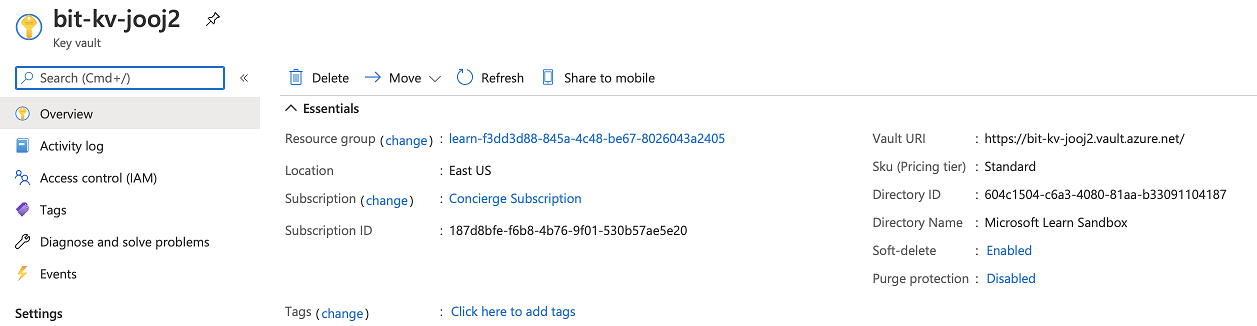 bit-kv-jooj2
Key vault
Search (Cmd+/)
«
Overview
Activity log
Access control (IAM)
Tags
Diagnose and solve problems
Events
Settings
Delete
Move
Refresh
Share to mobile
Essentials
Resource group (change) : learn-f3dd3d88-845a-4c48-be67-8026043a2405
Location : East US
Subscription (change) : Concierge Subscription
Subscription ID : 187d8bfe-f6b8-4b76-9f01-530b57ae5e20
Tags (change) : Click here to add tags
Vault URI : https://bit-kv-jooj2.vault.azure.net/
Sku (Pricing tier) : Standard
Directory ID : 604c1504-c6a3-4080-81aa-b33091104187
Directory Name : Microsoft Learn Sandbox
Soft-delete : Enabled
Purge protection : Disabled